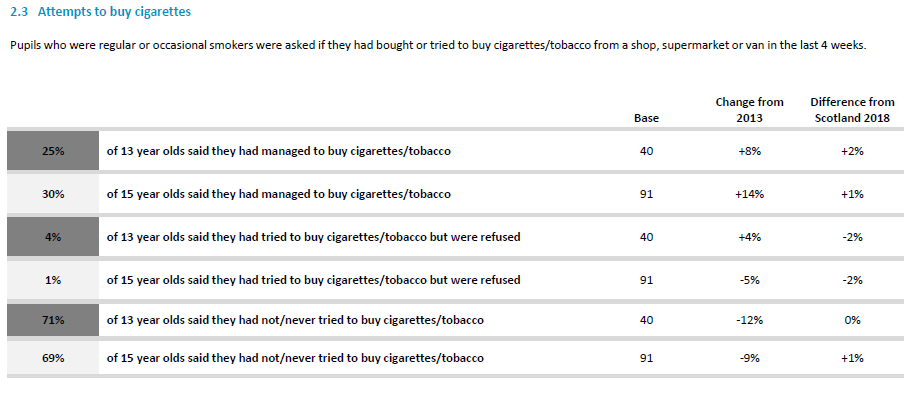 2.3 Attempts to buy cigarettes
Pupils who were regular or occasional smokers were asked if they had bought or tried to buy cigarettes/tobacco from a shop, supermarket or van in the last 4 weeks.
Change from Difference from
Base 2013 Scotland 2018
25% of 13 year olds said they had managed to buy cigarettes/tobacco 40 +8% +2%
30% of 15 year olds said they had managed to buy cigarettes/tobacco 91 +14% +1%
4% of 13 year olds said they had tried to buy cigarettes/tobacco but were refused 40 +4% -2%
1% of 15 year olds said they had tried to buy cigarettes/tobacco but were refused 91 -5% -2%
71% of 13 year olds said they had not/never tried to buy cigarettes/tobacco 40 -12% 0%
69% of 15 year olds said they had not/never tried to buy cigarettes/tobacco 91 -9% +1%